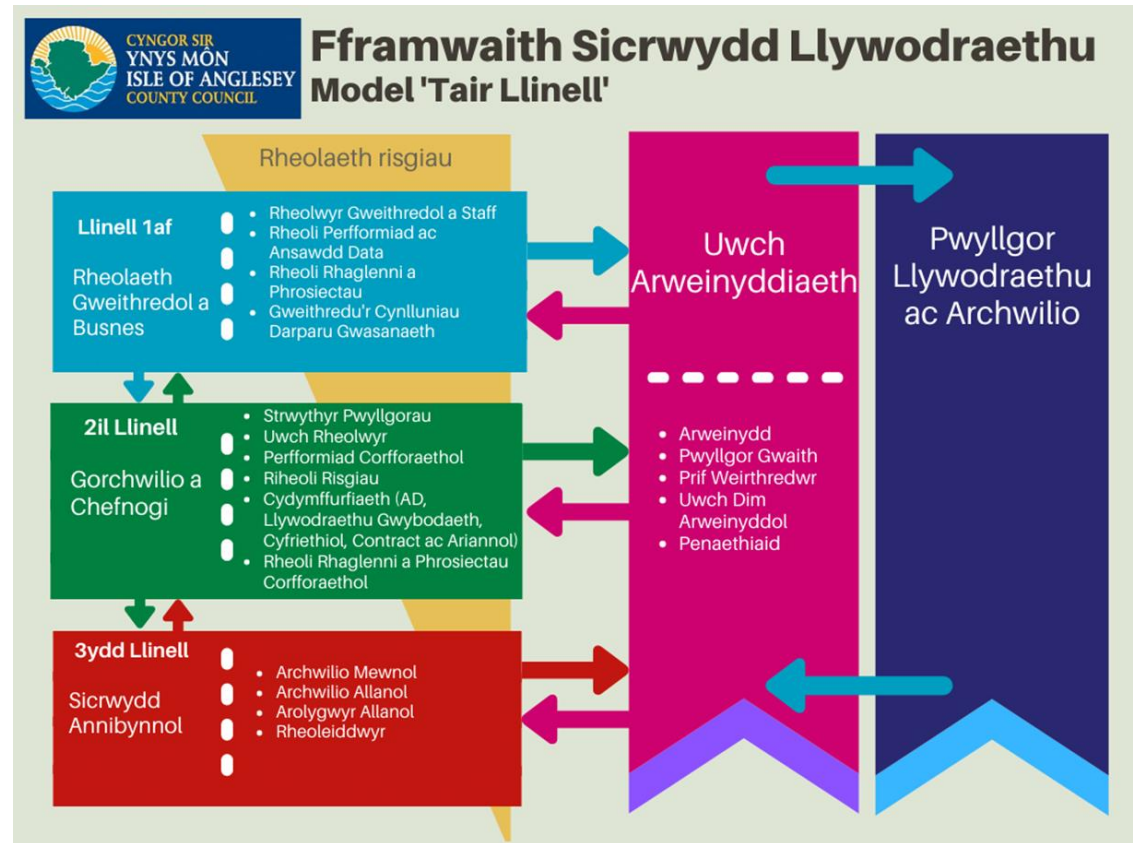 CYNGOR SIR
YNYS MÔN
ISLE OF ANGLESEY
COUNTY COUNCIL
Fframwaith Sicrwydd Llywodraethu
Model 'Tair Llinell'
Rheolaeth risgiau
Llinell 1af
Rheolaeth
Gweithredol a
Busnes
• Rheolwyr Gweithredol a Staff
• Rheoli Perfformiad ac
Ansawdd Data
• Rheoli Rhaglenni a
Phrosiectau
• Gweithredu'r Cynlluniau
Darparu Gwasanaeth
2il Llinell
Gorchwilio a
Chefnogi
• Strwythyr Pwyllgorau
• Uwch Rheolwyr
• Perfformiad Corfforaethol
• Riheoli Risgiau
• Cydymffurfiaeth (AD,
Llywodraethu Gwybodaeth,
Cyfriethiol, Contract ac Ariannol)
• Rheoli Rhaglenni a Phrosiectau
Corfforaethol
3ydd Llinell
Sicrwydd
Annibynnol
• Archwilio Mewnol
• Archwilio Allanol
• Arolygwyr Allanol
• Rheoleiddwyr
Uwch
Arweinyddiaeth
• Arweinydd
• Pwyllgor Gwaith
• Prif Weirthredwr
• Uwch Dim
Arweinyddol
• Penaethiaid
Pwyllgor
Llywodraethu
ac Archwilio